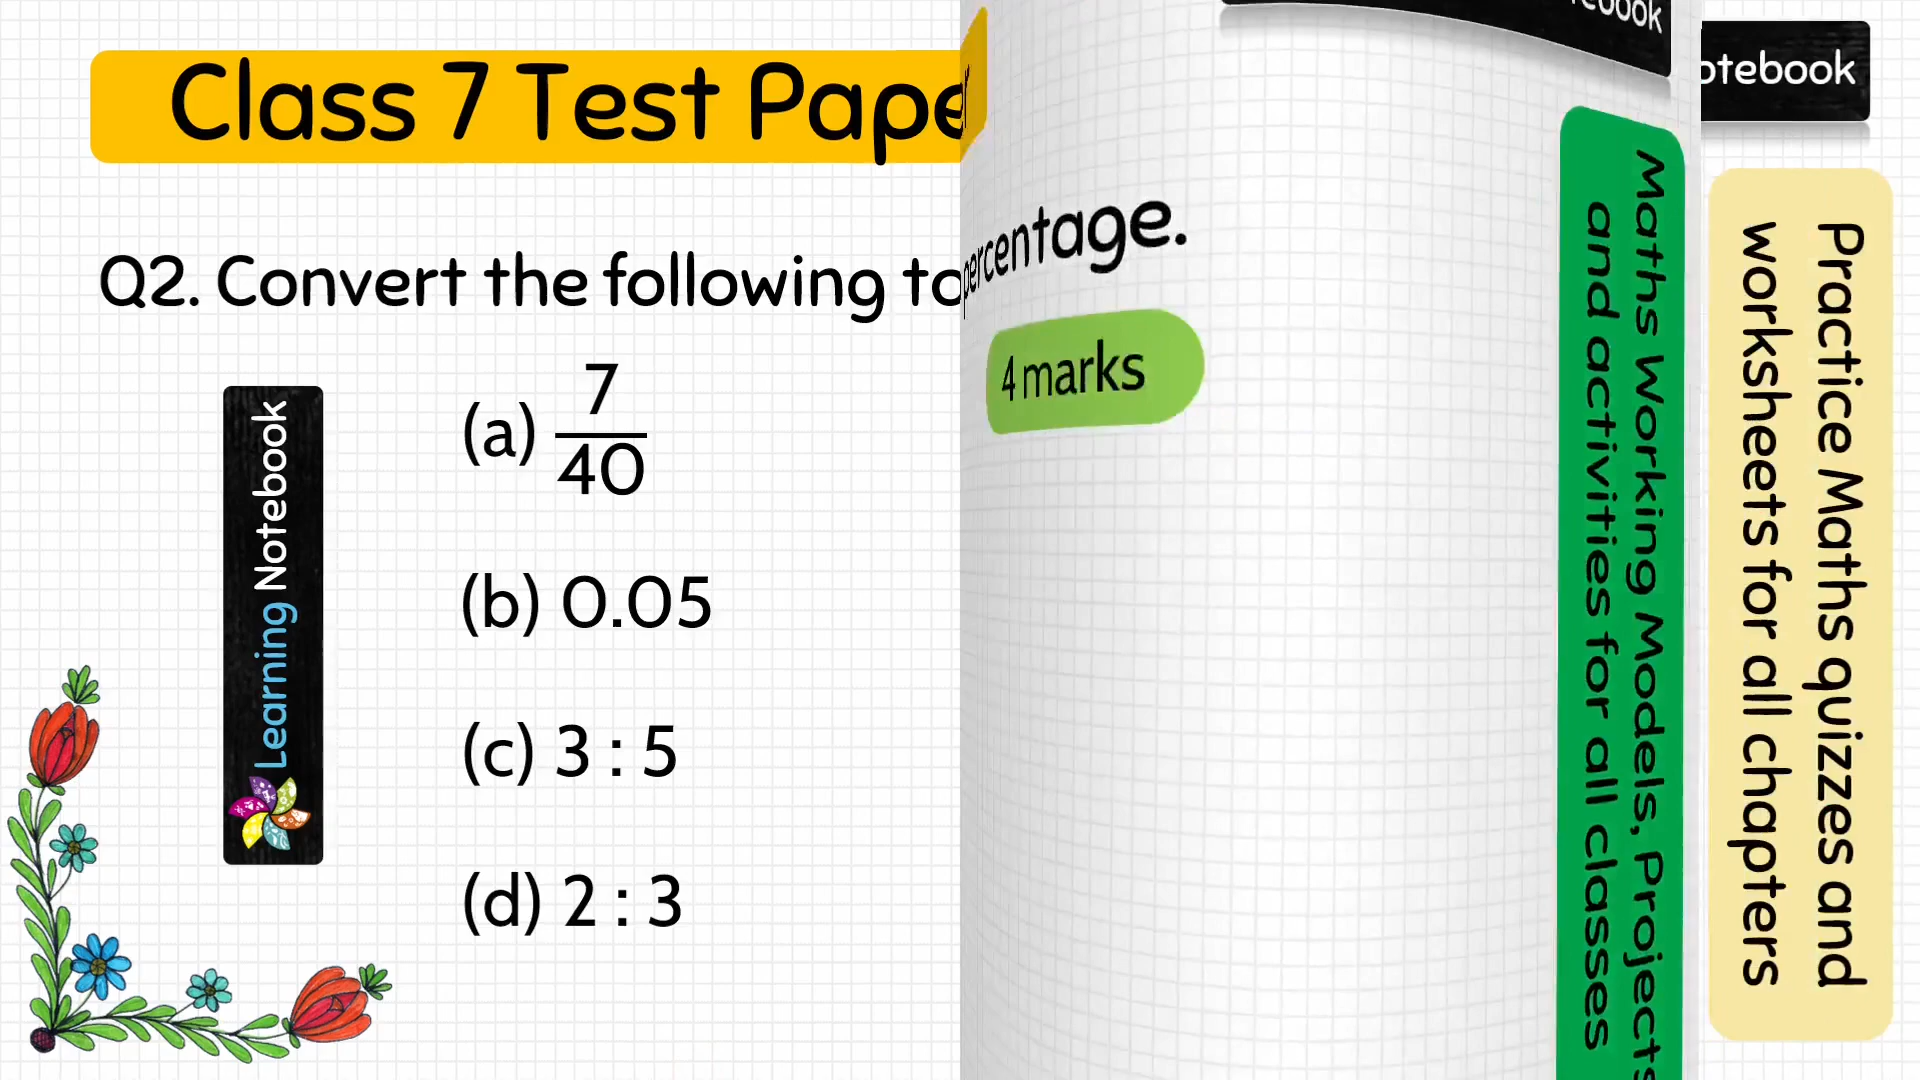 Class 7 Test Paper
Q2. Convert the following to percentage.
4 marks
(a) 7
40
(b) 0.05
(c) 3 : 5
(d) 2 : 3
Learning Notebook
Maths Working Models, Projects
and activities for all classes
Practice Maths quizzes and
worksheets for all chapters